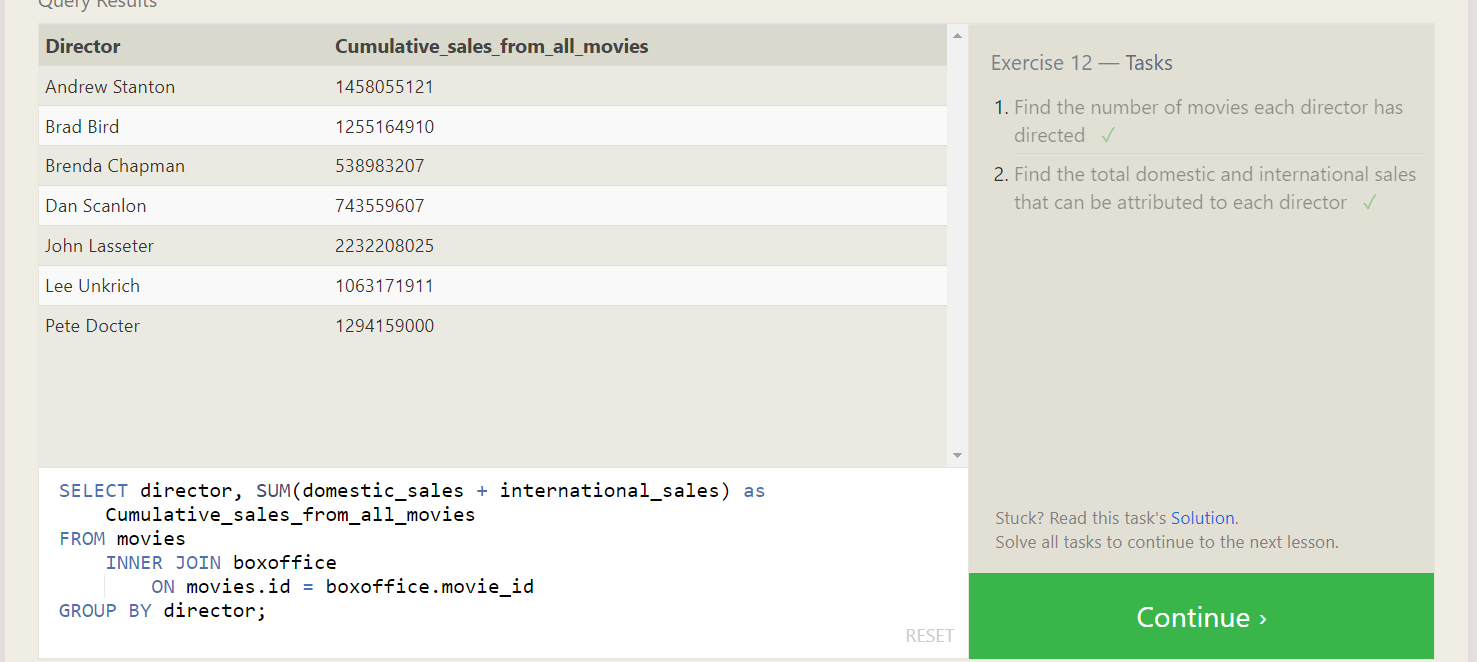 Query Results
Director Cumulative_sales_from_all_movies
Andrew Stanton 1458055121
Brad Bird 1255164910
Brenda Chapman 538983207
Dan Scanlon 743559607
John Lasseter 2232208025
Lee Unkrich 1063171911
Pete Docter 1294159000
SELECT director, SUM(domestic_sales + international_sales) as
Cumulative_sales_from_all_movies
FROM movies
INNER JOIN boxoffice
ON movies.id = boxoffice.movie_id
GROUP BY director;
RESET
Exercise 12 — Tasks
1. Find the number of movies each director has
directed ✓
2. Find the total domestic and international sales
that can be attributed to each director ✓
Stuck? Read this task's Solution.
Solve all tasks to continue to the next lesson.
Continue ›